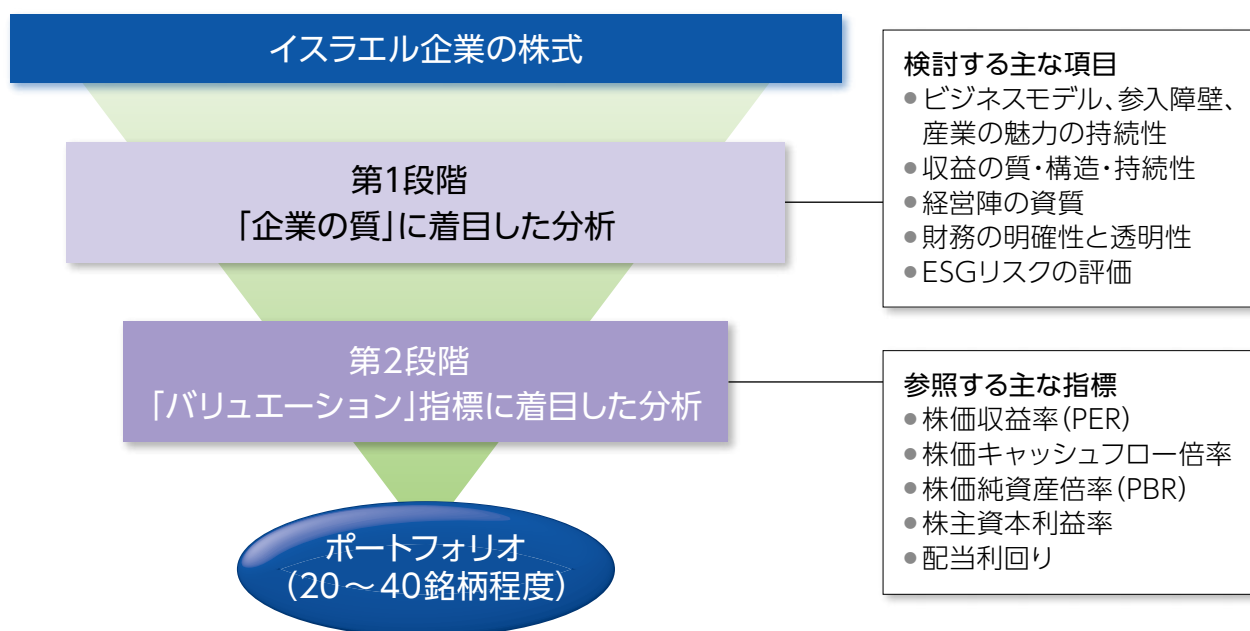 イスラエル企業の株式
第1段階
「企業の質」に着目した分析
検討する主な項目
●ビジネスモデル、参入障壁、
産業の魅力の持続性
●収益の質・構造・持続性
●経営陣の資質
●財務の明確性と透明性
●ESGリスクの評価
第2段階
「バリュエーション」指標に着目した分析
参照する主な指標
●株価収益率(PER)
●株価キャッシュフロー倍率
●株価純資産倍率(PBR)
●株主資本利益率
●配当利回り
ポートフォリオ
(20～40銘柄程度)